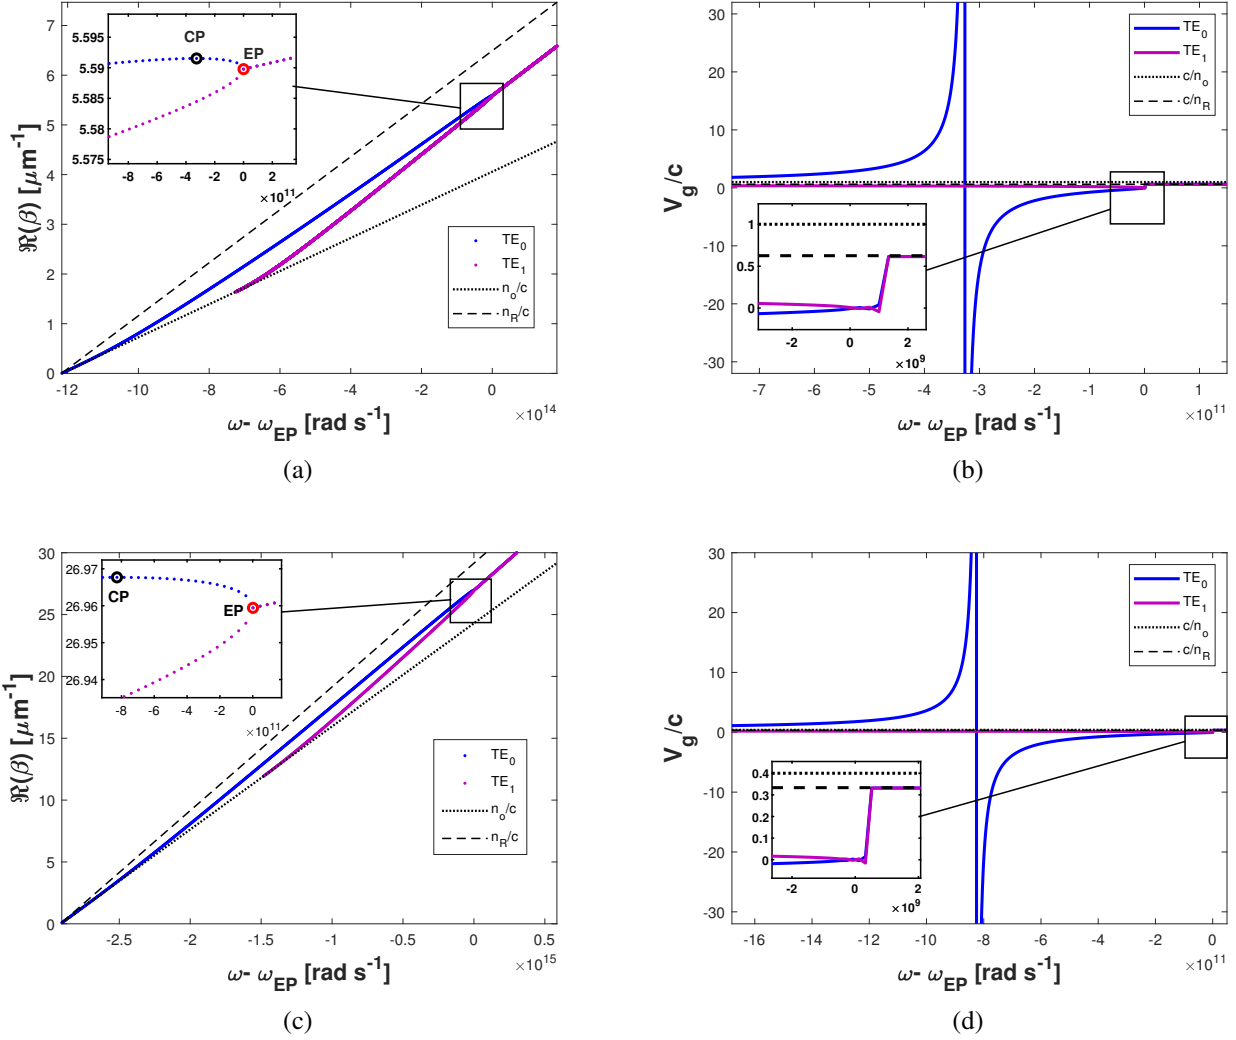 7
6
5
4
3
2
1
0
ℜ(β) [μm⁻¹]
-12 -10 -8 -6 -4 -2 0
×10¹⁴
ω- ω_EP [rad s⁻¹]
5.595
5.590
5.585
5.58
5.575
CP
EP
-8 -6 -4 -2 0 2
×10¹¹
TE₀
TE₁
n_o/c
n_R/c
(a)
30
20
10
0
-10
-20
-30
V_g/c
-7 -6 -5 -4 -3 -2 -1 0 1
×10¹¹
ω- ω_EP [rad s⁻¹]
TE₀
TE₁
c/n_o
c/n_R
1
0.5
0
-2 0 2
×10⁹
(b)
30
25
20
15
10
5
0
ℜ(β) [μm⁻¹]
-2.5 -2 -1.5 -1 -0.5 0 0.5
×10¹⁵
ω- ω_EP [rad s⁻¹]
26.97
26.96
26.95
26.94
CP
EP
-8 -6 -4 -2 0
×10¹¹
TE₀
TE₁
n_o/c
n_R/c
(c)
30
20
10
0
-10
-20
-30
V_g/c
-16 -14 -12 -10 -8 -6 -4 -2 0
×10¹¹
ω- ω_EP [rad s⁻¹]
TE₀
TE₁
c/n_o
c/n_R
0.4
0.3
0.2
0.1
0
-2 0 2
×10⁹
(d)